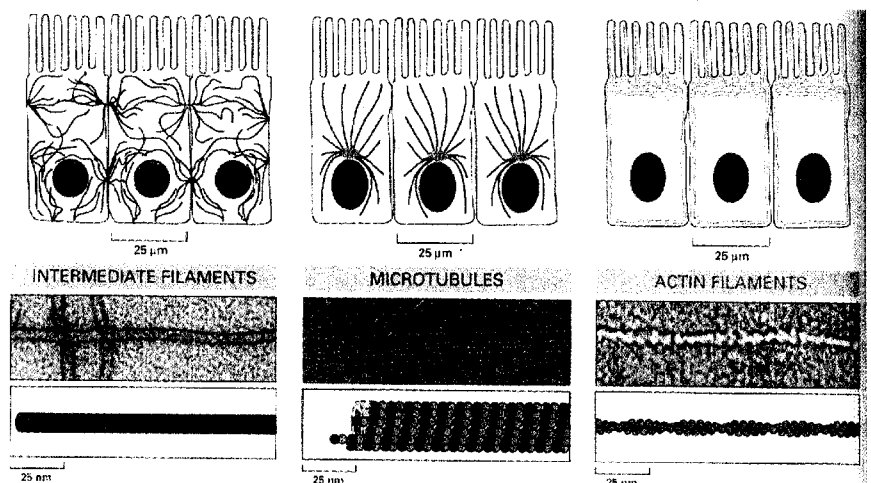 25 μm
25 μm
25 μm
INTERMEDIATE FILAMENTS
MICROTUBULES
ACTIN FILAMENTS
25 nm
25 nm
25 nm